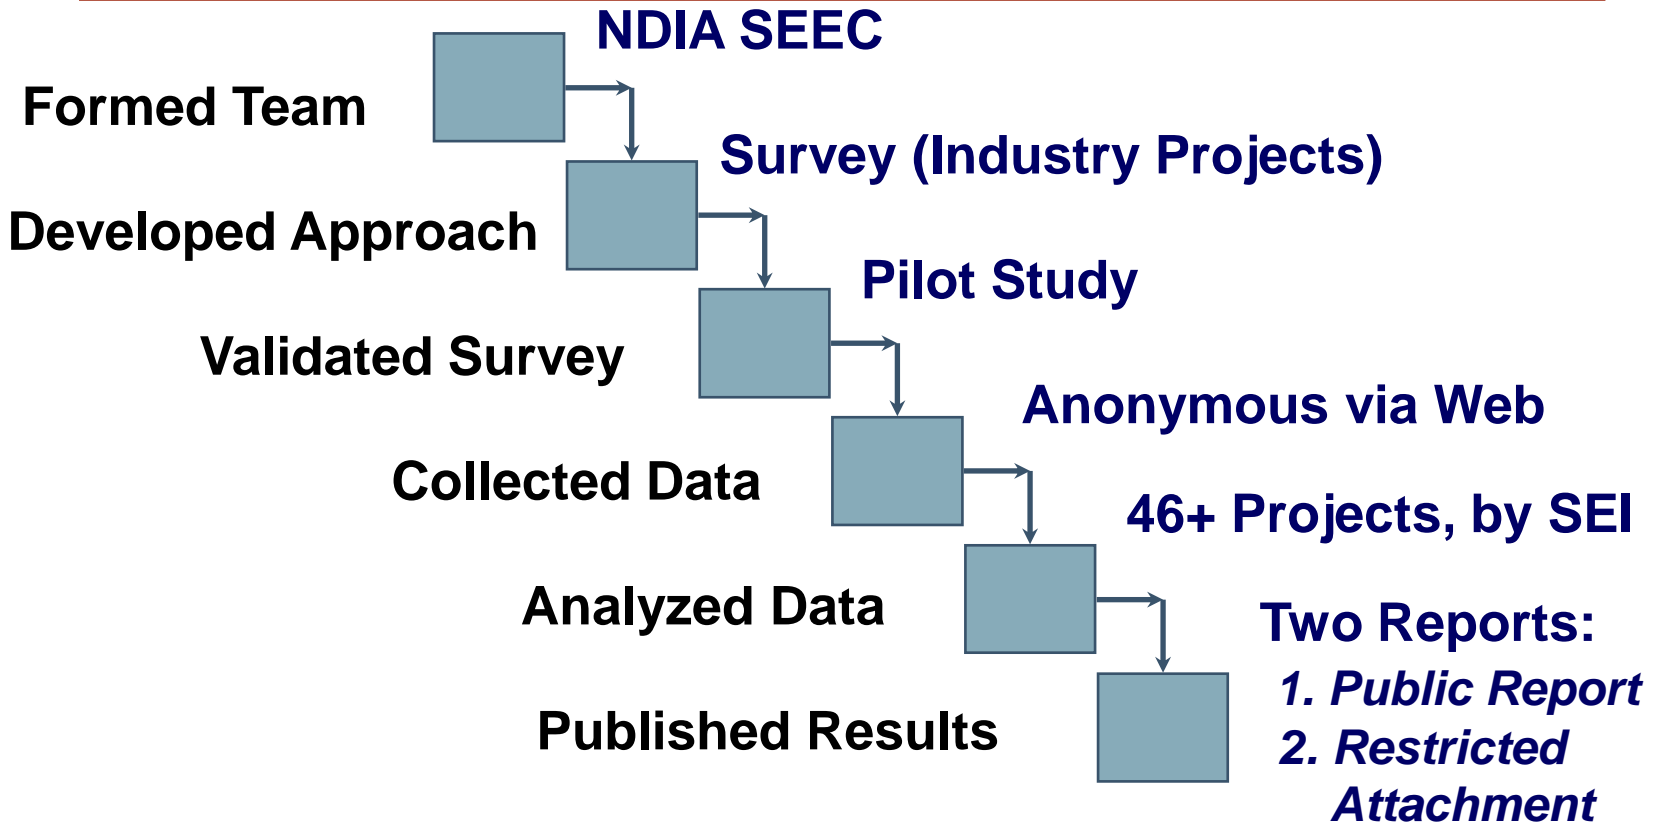 NDIA SEEC
Formed Team
Survey (Industry Projects)
Developed Approach
Pilot Study
Validated Survey
Anonymous via Web
Collected Data
46+ Projects, by SEI
Analyzed Data
Two Reports:
1. Public Report
Published Results
2. Restricted
Attachment